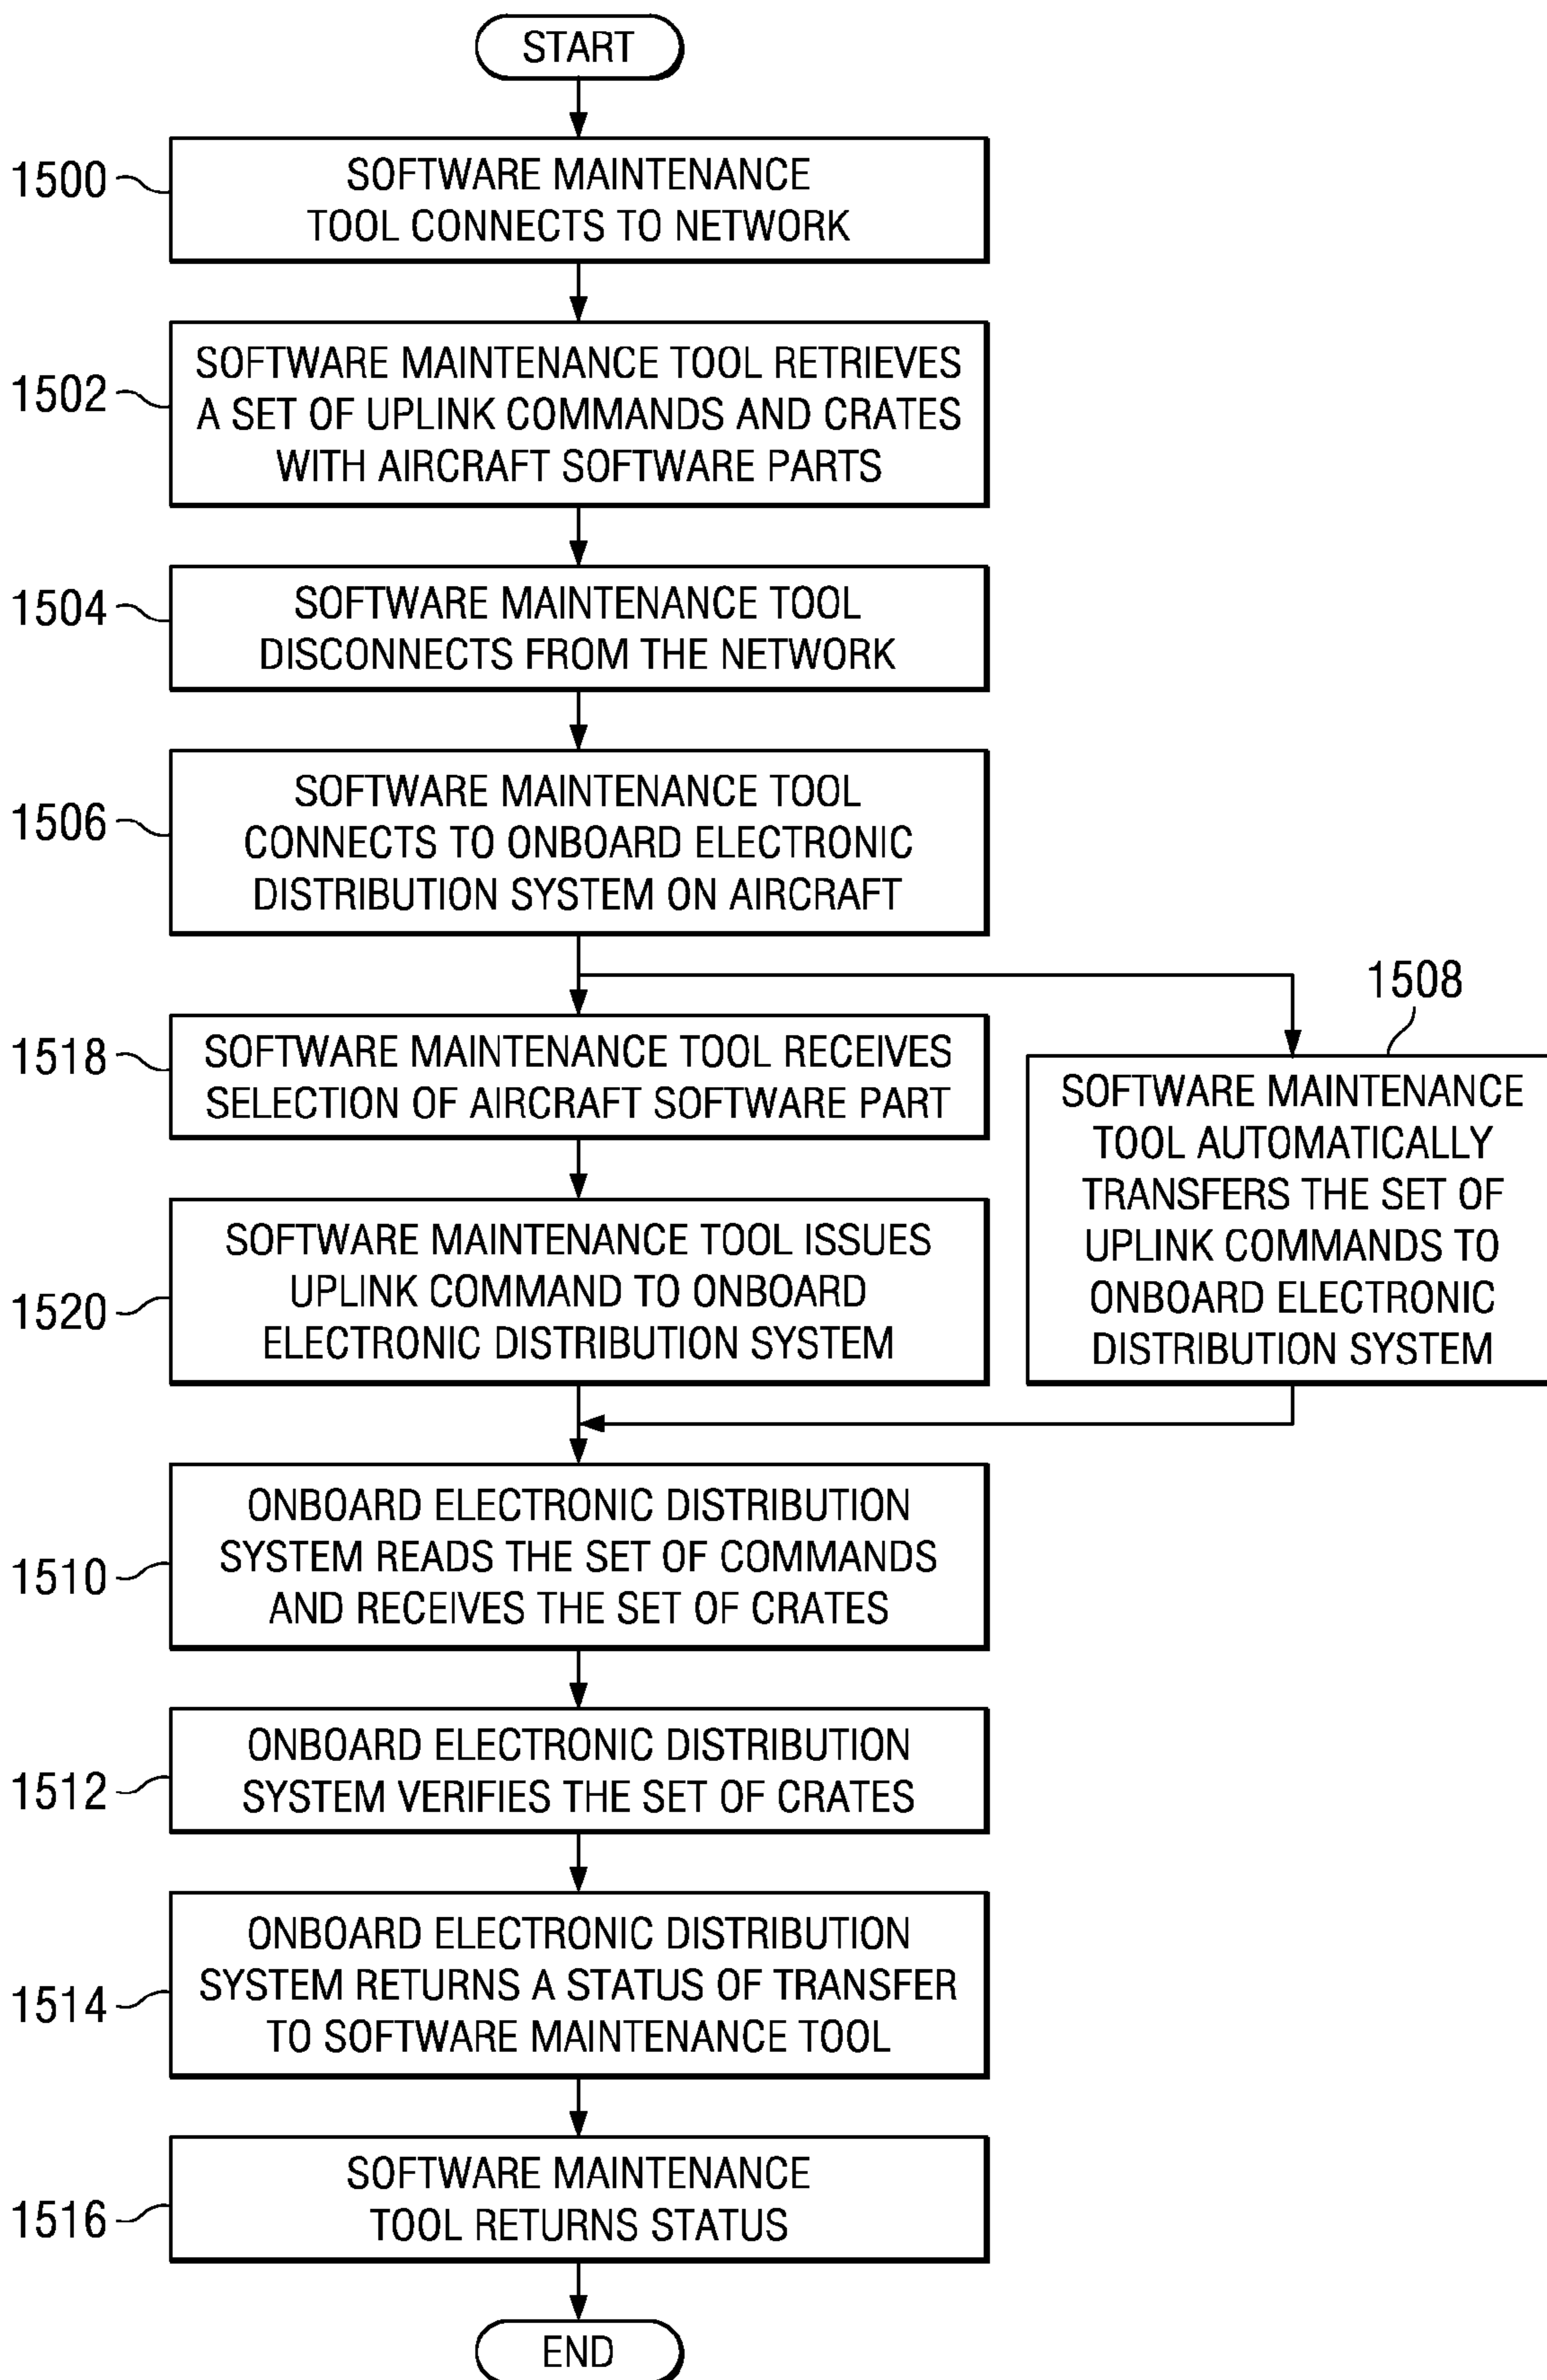 START
1500
SOFTWARE MAINTENANCE
TOOL CONNECTS TO NETWORK
1502
SOFTWARE MAINTENANCE TOOL RETRIEVES
A SET OF UPLINK COMMANDS AND CRATES
WITH AIRCRAFT SOFTWARE PARTS
1504
SOFTWARE MAINTENANCE TOOL
DISCONNECTS FROM THE NETWORK
1506
SOFTWARE MAINTENANCE TOOL
CONNECTS TO ONBOARD ELECTRONIC
DISTRIBUTION SYSTEM ON AIRCRAFT
1518
SOFTWARE MAINTENANCE TOOL RECEIVES
SELECTION OF AIRCRAFT SOFTWARE PART
1520
SOFTWARE MAINTENANCE TOOL ISSUES
UPLINK COMMAND TO ONBOARD
ELECTRONIC DISTRIBUTION SYSTEM
1508
SOFTWARE MAINTENANCE
TOOL AUTOMATICALLY
TRANSFERS THE SET OF
UPLINK COMMANDS TO
ONBOARD ELECTRONIC
DISTRIBUTION SYSTEM
1510
ONBOARD ELECTRONIC DISTRIBUTION
SYSTEM READS THE SET OF COMMANDS
AND RECEIVES THE SET OF CRATES
1512
ONBOARD ELECTRONIC DISTRIBUTION
SYSTEM VERIFIES THE SET OF CRATES
1514
ONBOARD ELECTRONIC DISTRIBUTION
SYSTEM RETURNS A STATUS OF TRANSFER
TO SOFTWARE MAINTENANCE TOOL
1516
SOFTWARE MAINTENANCE
TOOL RETURNS STATUS
END